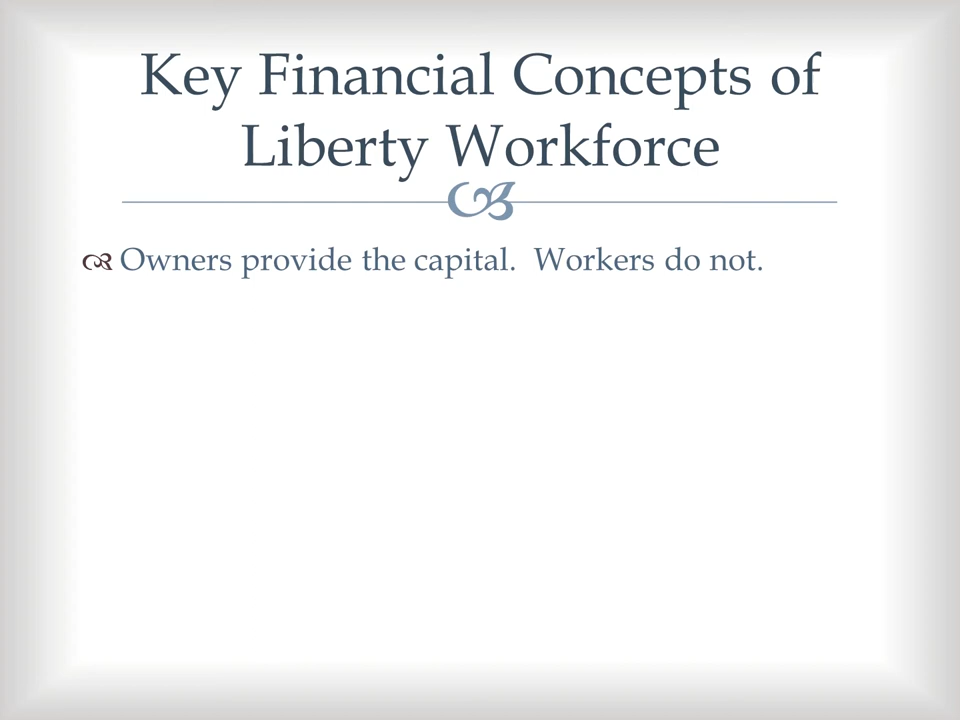 Key Financial Concepts of
Liberty Workforce
Owners provide the capital.  Workers do not.